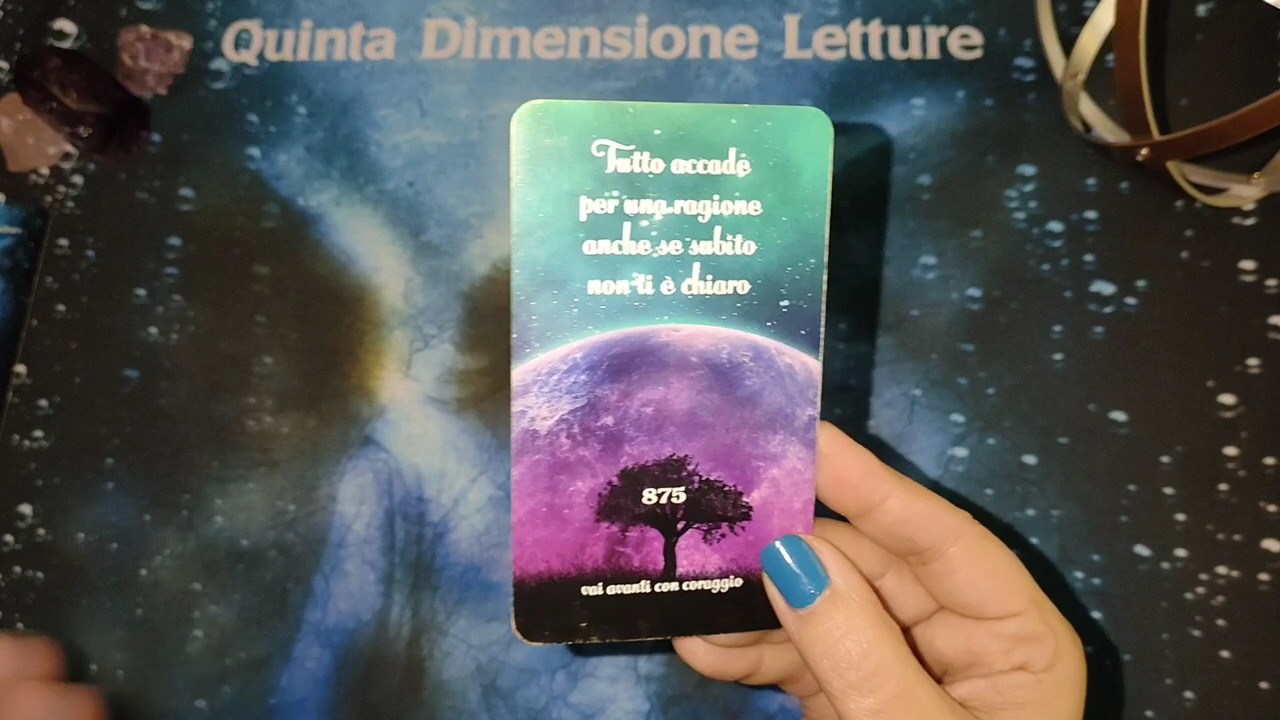 Quinta Dimensione Letture
Tutto accade
per una ragione
anche se subito
non ti è chiaro
875
vai avanti con coraggio